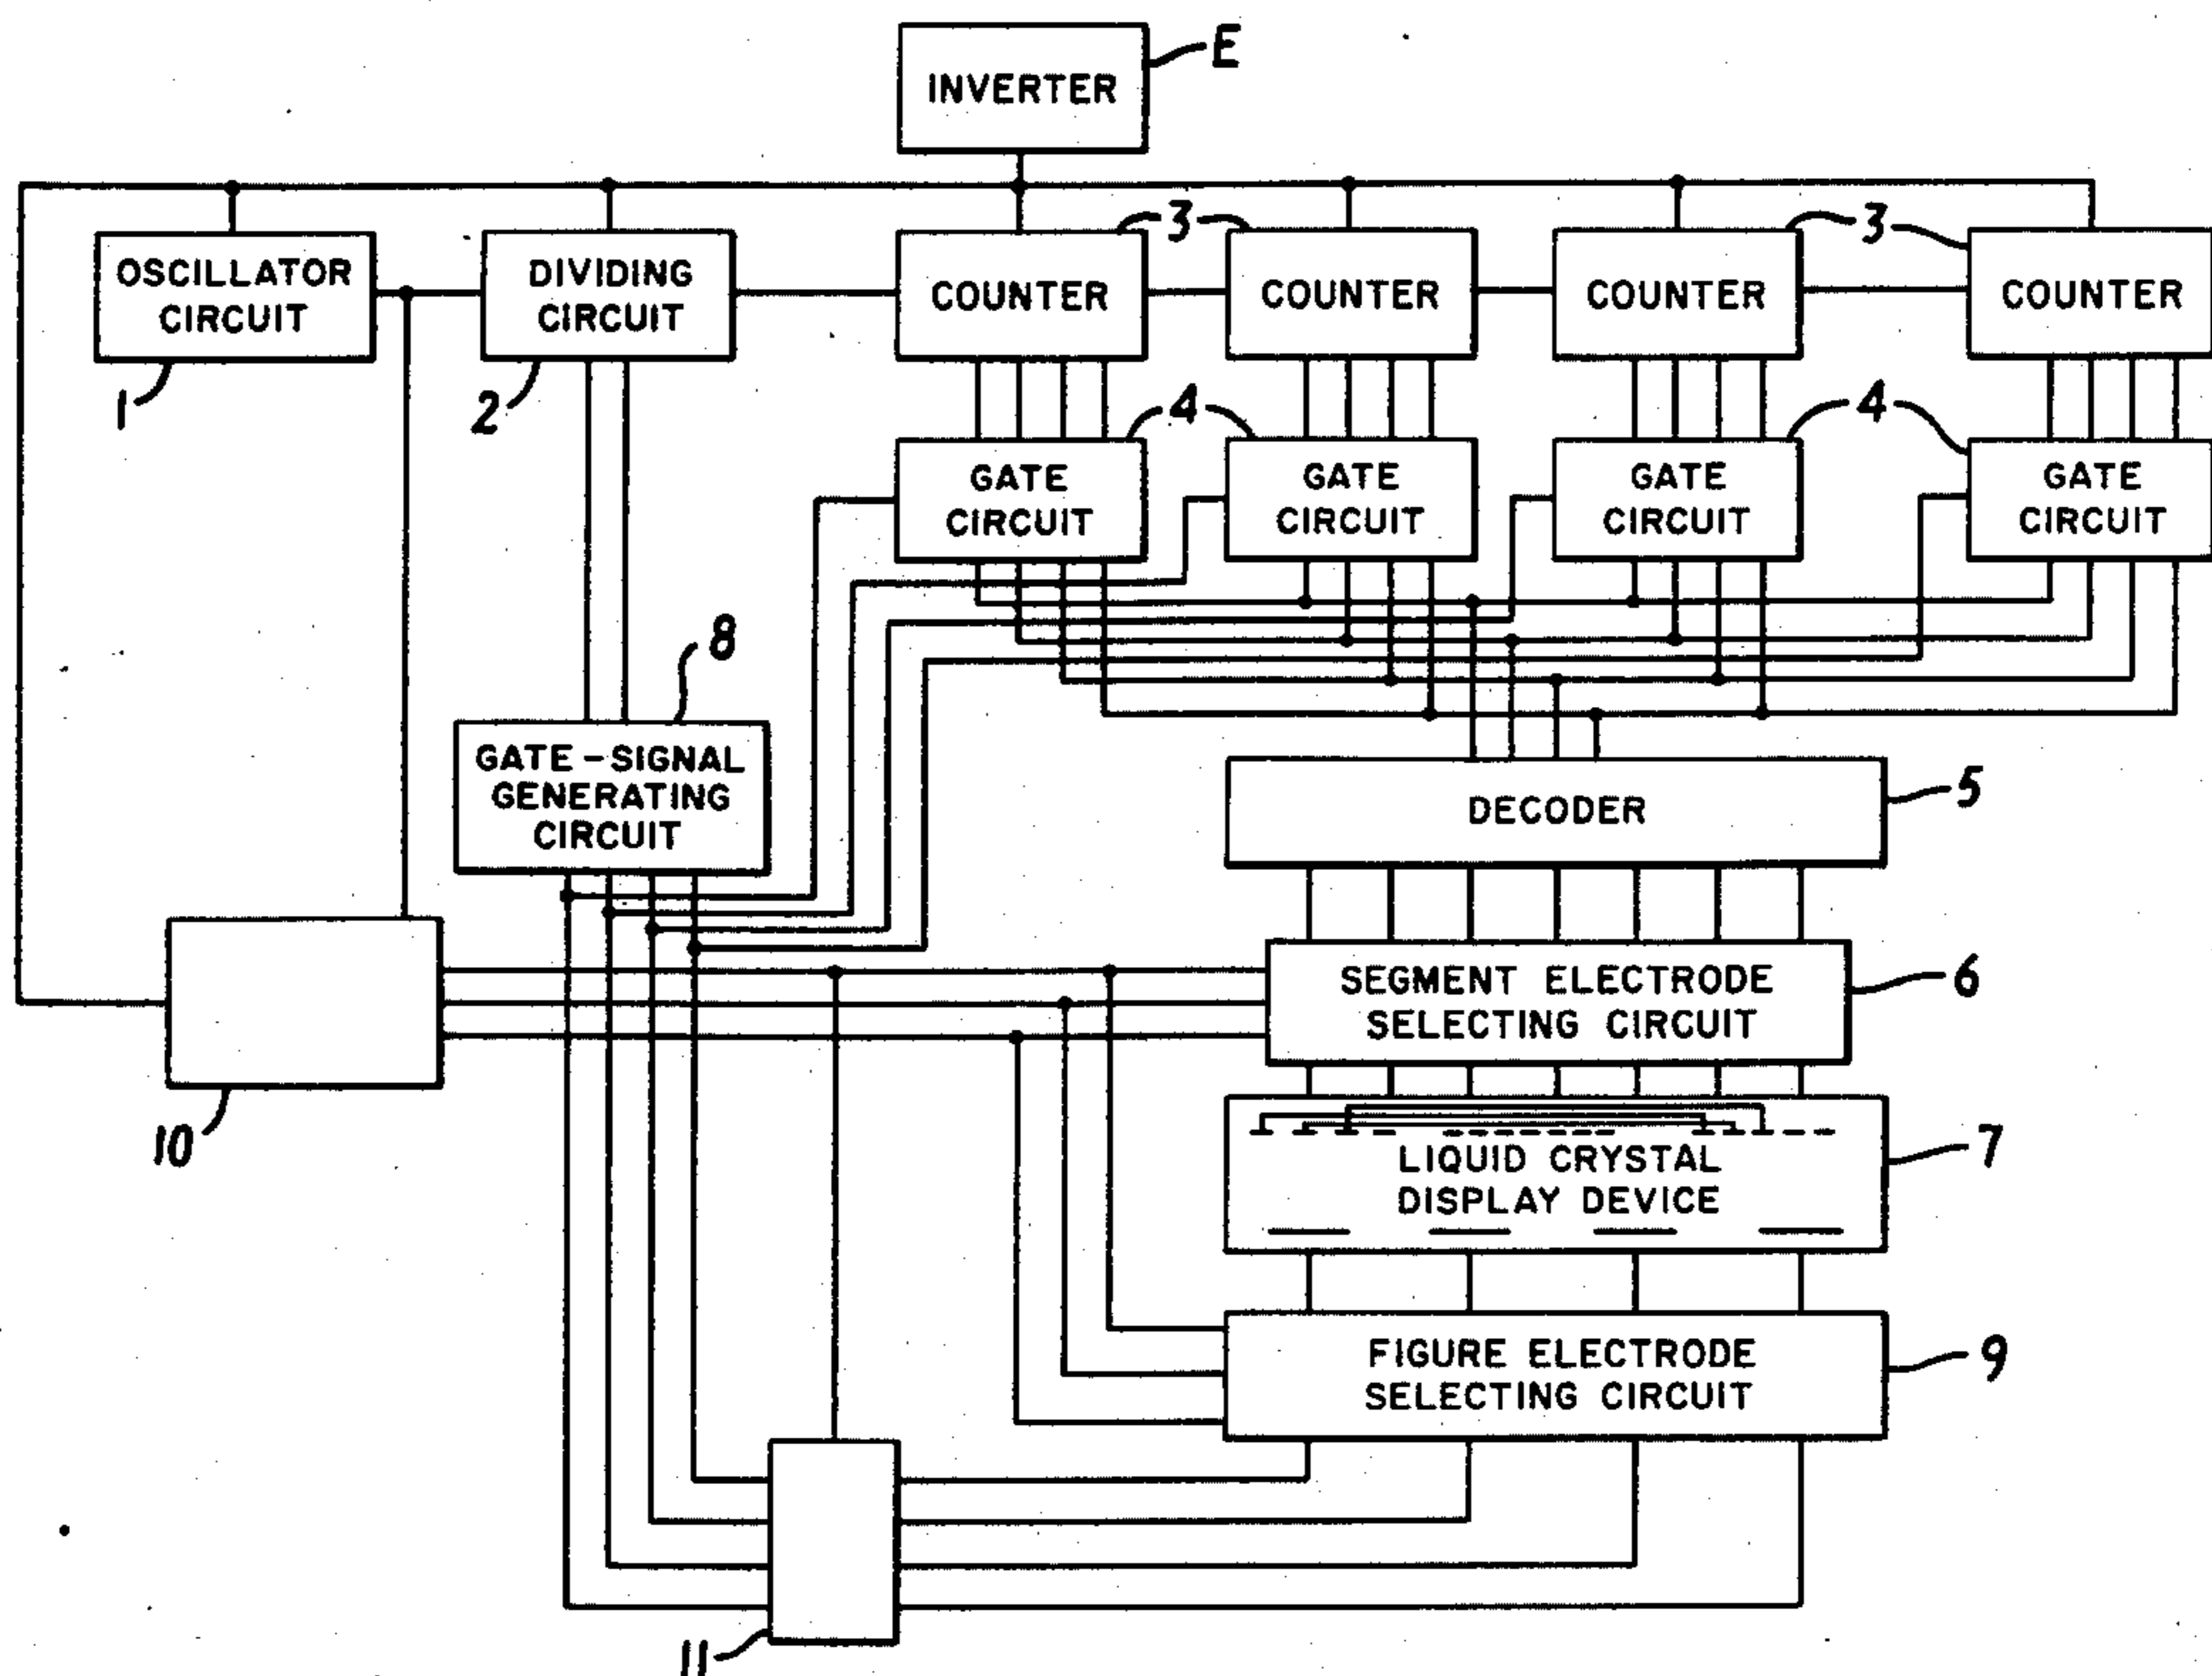 INVERTER
E
OSCILLATOR
CIRCUIT
1
DIVIDING
CIRCUIT
2
COUNTER
3
COUNTER
COUNTER
3
COUNTER
GATE
CIRCUIT
4
GATE
CIRCUIT
GATE
CIRCUIT
4
GATE
CIRCUIT
8
GATE-SIGNAL
GENERATING
CIRCUIT
DECODER
5
SEGMENT ELECTRODE
SELECTING CIRCUIT
6
10
LIQUID CRYSTAL
DISPLAY DEVICE
7
FIGURE ELECTRODE
SELECTING CIRCUIT
9
11